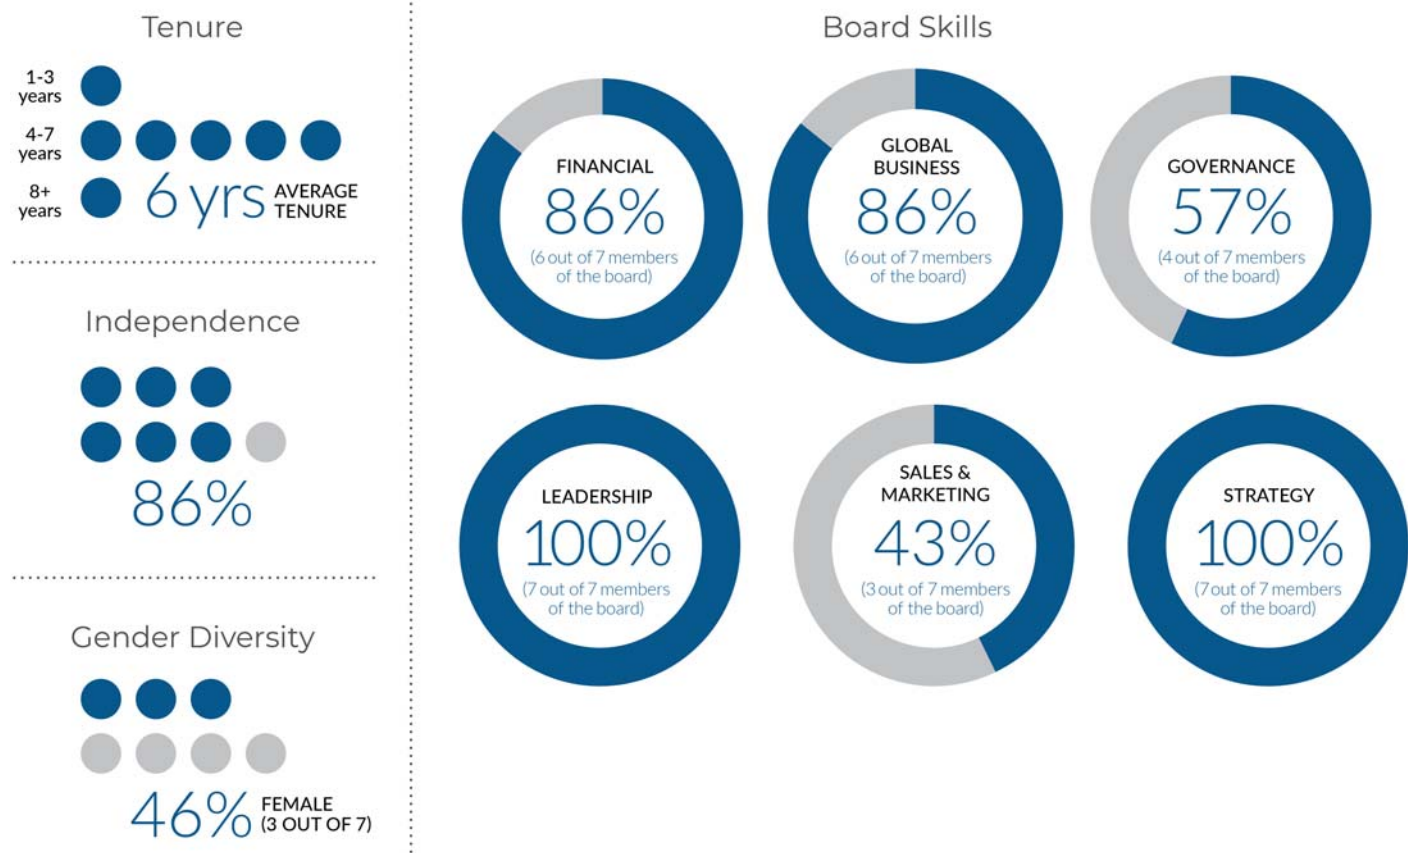 Tenure
1-3
years
4-7
years
8+
years
6 yrs AVERAGE
TENURE
Independence
86%
Gender Diversity
46% FEMALE
(3 OUT OF 7)
Board Skills
FINANCIAL
86%
(6 out of 7 members
of the board)
GLOBAL
BUSINESS
86%
(6 out of 7 members
of the board)
GOVERNANCE
57%
(4 out of 7 members
of the board)
LEADERSHIP
100%
(7 out of 7 members
of the board)
SALES &
MARKETING
43%
(3 out of 7 members
of the board)
STRATEGY
100%
(7 out of 7 members
of the board)